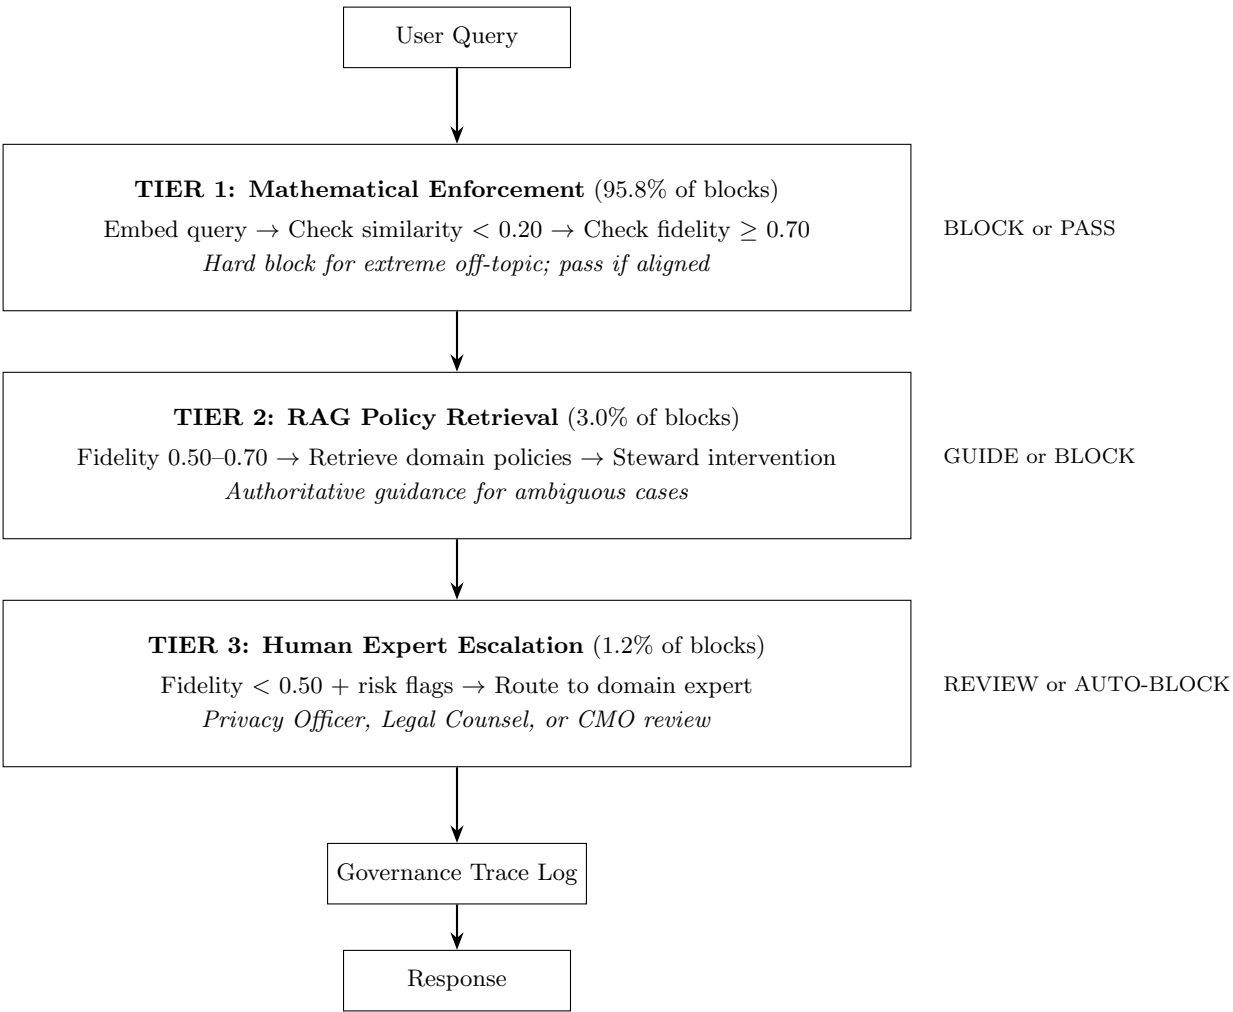 User Query
TIER 1: Mathematical Enforcement (95.8% of blocks)
Embed query → Check similarity < 0.20 → Check fidelity ≥ 0.70
Hard block for extreme off-topic; pass if aligned
BLOCK or PASS
TIER 2: RAG Policy Retrieval (3.0% of blocks)
Fidelity 0.50–0.70 → Retrieve domain policies → Steward intervention
Authoritative guidance for ambiguous cases
GUIDE or BLOCK
TIER 3: Human Expert Escalation (1.2% of blocks)
Fidelity < 0.50 + risk flags → Route to domain expert
Privacy Officer, Legal Counsel, or CMO review
REVIEW or AUTO-BLOCK
Governance Trace Log
Response